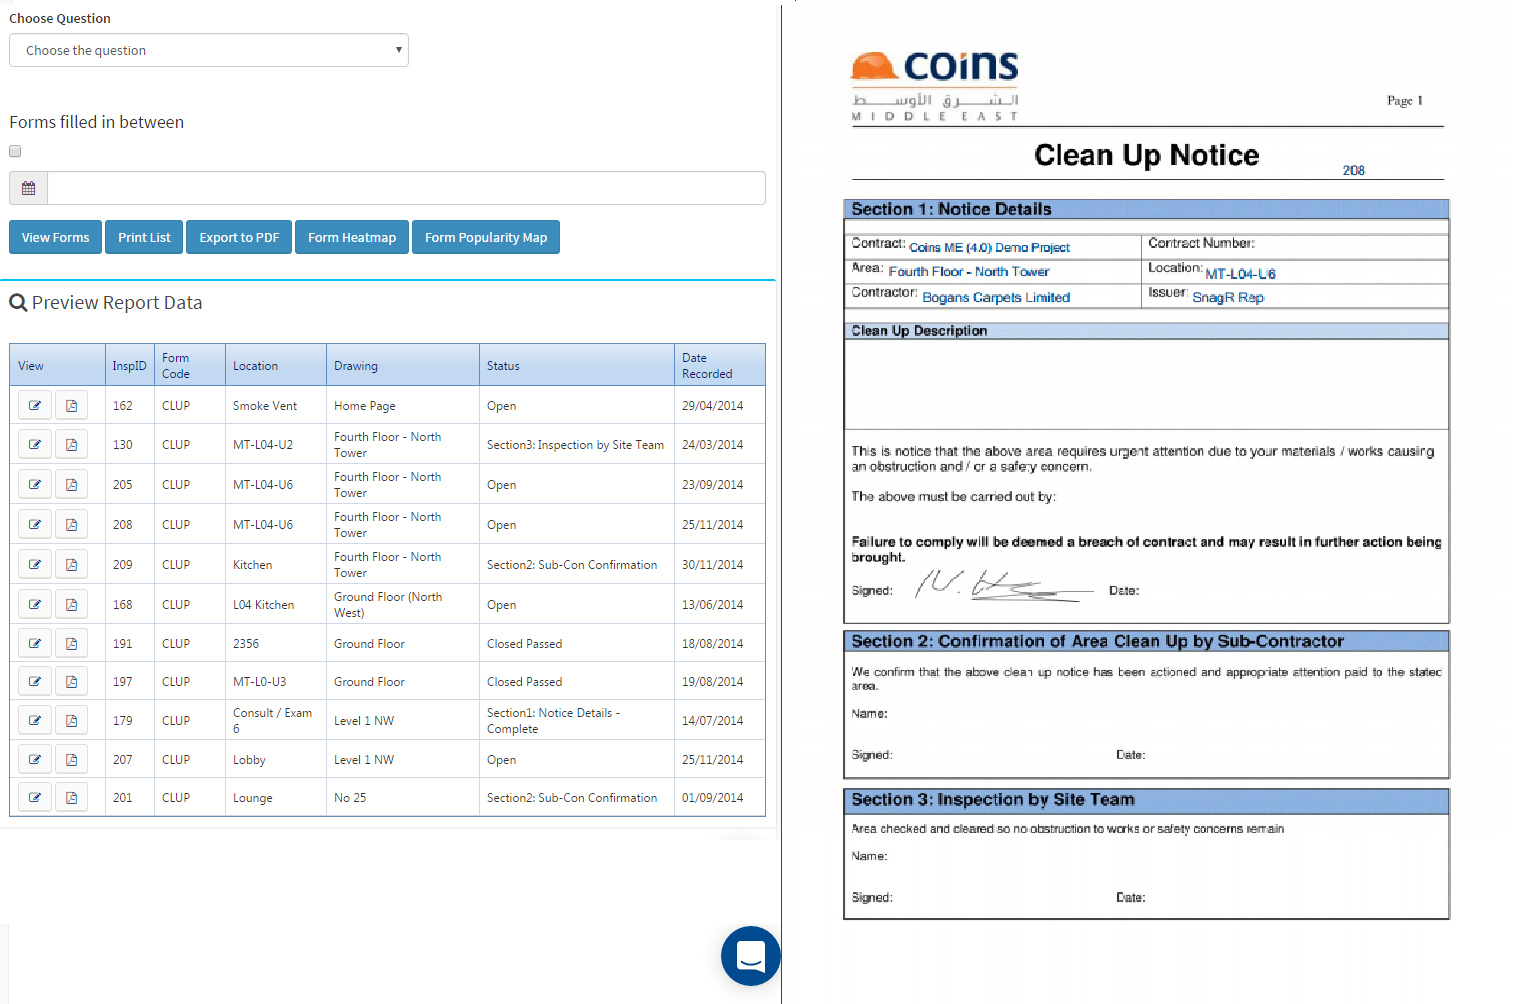 Choose Question
Choose the question
Forms filled in between
View Forms Print List Export to PDF Form Heatmap Form Popularity Map
Preview Report Data
View InspID Form Code Location Drawing Status Date Recorded
162 CLUP Smoke Vent Home Page Open 29/04/2014
130 CLUP MT-L04-U2 Fourth Floor - North Tower Section3: Inspection by Site Team 24/03/2014
205 CLUP MT-L04-U6 Fourth Floor - North Tower Open 23/09/2014
208 CLUP MT-L04-U6 Fourth Floor - North Tower Open 25/11/2014
209 CLUP Kitchen Fourth Floor - North Tower Section2: Sub-Con Confirmation 30/11/2014
168 CLUP L04 Kitchen Ground Floor (North West) Open 13/06/2014
191 CLUP 2356 Ground Floor Closed Passed 18/08/2014
197 CLUP MT-L0-U3 Ground Floor Closed Passed 19/08/2014
179 CLUP Consult / Exam 6 Level 1 NW Section1: Notice Details - Complete 14/07/2014
207 CLUP Lobby Level 1 NW Open 25/11/2014
201 CLUP Lounge No 25 Section2: Sub-Con Confirmation 01/09/2014
coins
الشرق الأوسط
MIDDLE EAST
Page 1
Clean Up Notice
208
Section 1: Notice Details
Contract: Coins ME (4.0) Demo Project Contract Number:
Area: Fourth Floor - North Tower Location: MT-L04-U6
Contractor: Bogans Carpets Limited Issuer: SnagR Rep
Clean Up Description
This is notice that the above area requires urgent attention due to your materials / works causing
an obstruction and / or a safety concern.
The above must be carried out by:
Failure to comply will be deemed a breach of contract and may result in further action being
brought.
Signed: Date:
Section 2: Confirmation of Area Clean Up by Sub-Contractor
We confirm that the above clean up notice has been actioned and appropriate attention paid to the stated
area.
Name:
Signed: Date:
Section 3: Inspection by Site Team
Area checked and cleared so no obstruction to works or safety concerns remain
Name:
Signed: Date: